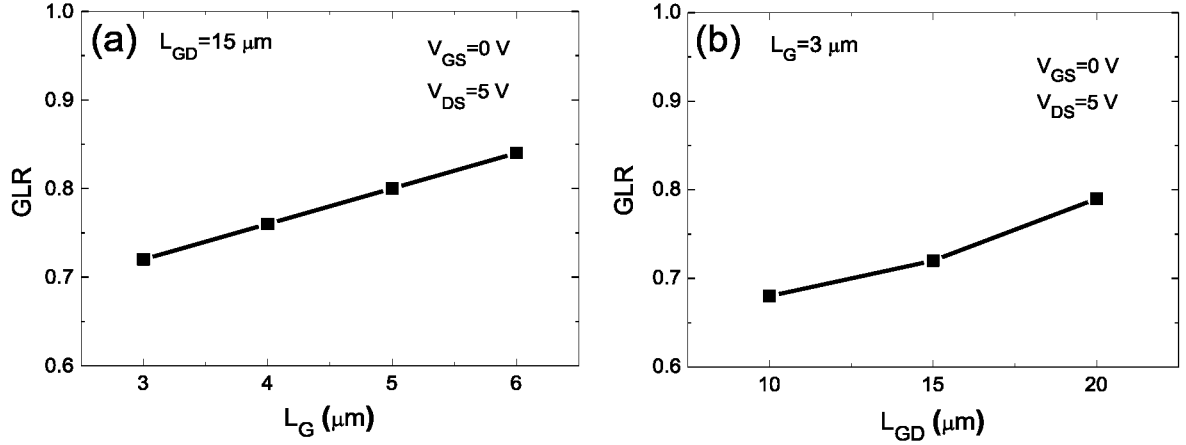 (a)
L_GD=15 μm
V_GS=0 V
V_DS=5 V
1.0
0.9
0.8
0.7
0.6
GLR
3 4 5 6
L_G (μm)
(b)
L_G=3 μm
V_GS=0 V
V_DS=5 V
1.0
0.9
0.8
0.7
0.6
GLR
10 15 20
L_GD (μm)